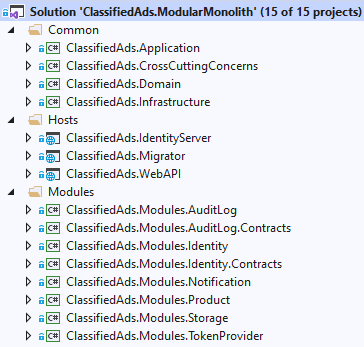 Solution 'ClassifiedAds.ModularMonolith' (15 of 15 projects)
Common
C# ClassifiedAds.Application
C# ClassifiedAds.CrossCuttingConcerns
C# ClassifiedAds.Domain
C# ClassifiedAds.Infrastructure
Hosts
ClassifiedAds.IdentityServer
ClassifiedAds.Migrator
ClassifiedAds.WebAPI
Modules
C# ClassifiedAds.Modules.AuditLog
C# ClassifiedAds.Modules.AuditLog.Contracts
C# ClassifiedAds.Modules.Identity
C# ClassifiedAds.Modules.Identity.Contracts
C# ClassifiedAds.Modules.Notification
C# ClassifiedAds.Modules.Product
C# ClassifiedAds.Modules.Storage
C# ClassifiedAds.Modules.TokenProvider